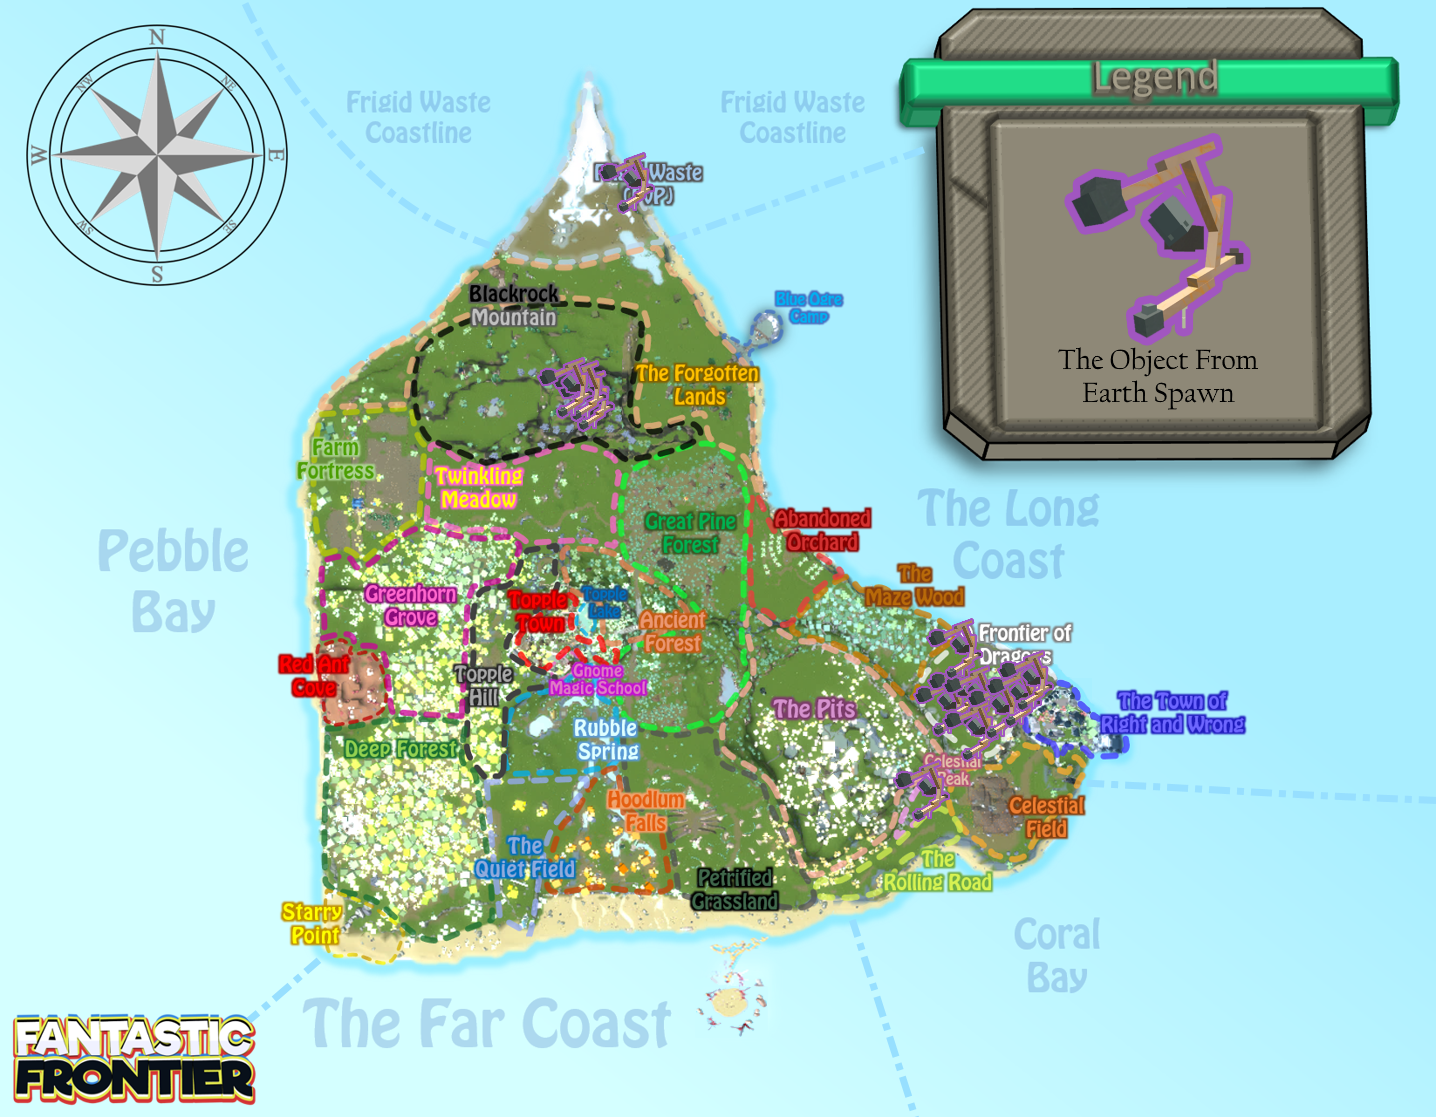 N
NW
NE
W
E
SW
SE
S
Frigid Waste
Coastline
Frigid Waste
Coastline
Legend
The Object From
Earth Spawn
Waste
Blackrock
Mountain
Blue Ogre
Camp
The Forgotten
Lands
Farm
Fortress
Twinkling
Meadow
Great Pine
Forest
Abandoned
Orchard
The Long
Coast
Pebble
Bay
The
Maze Wood
Greenhorn
Grove
Topple
Town
Topple
Lake
Ancient
Forest
Frontier of
Dragons
Red Ant
Cove
Topple
Hill
Gnome
Magic School
The Pits
The Town of
Right and Wrong
Deep Forest
Rubble
Spring
Celestial
Peak
Hoodlum
Falls
Celestial
Field
The
Quiet Field
The
Rolling Road
Petrified
Grassland
Starry
Point
Coral
Bay
The Far Coast
FANTASTIC
FRONTIER